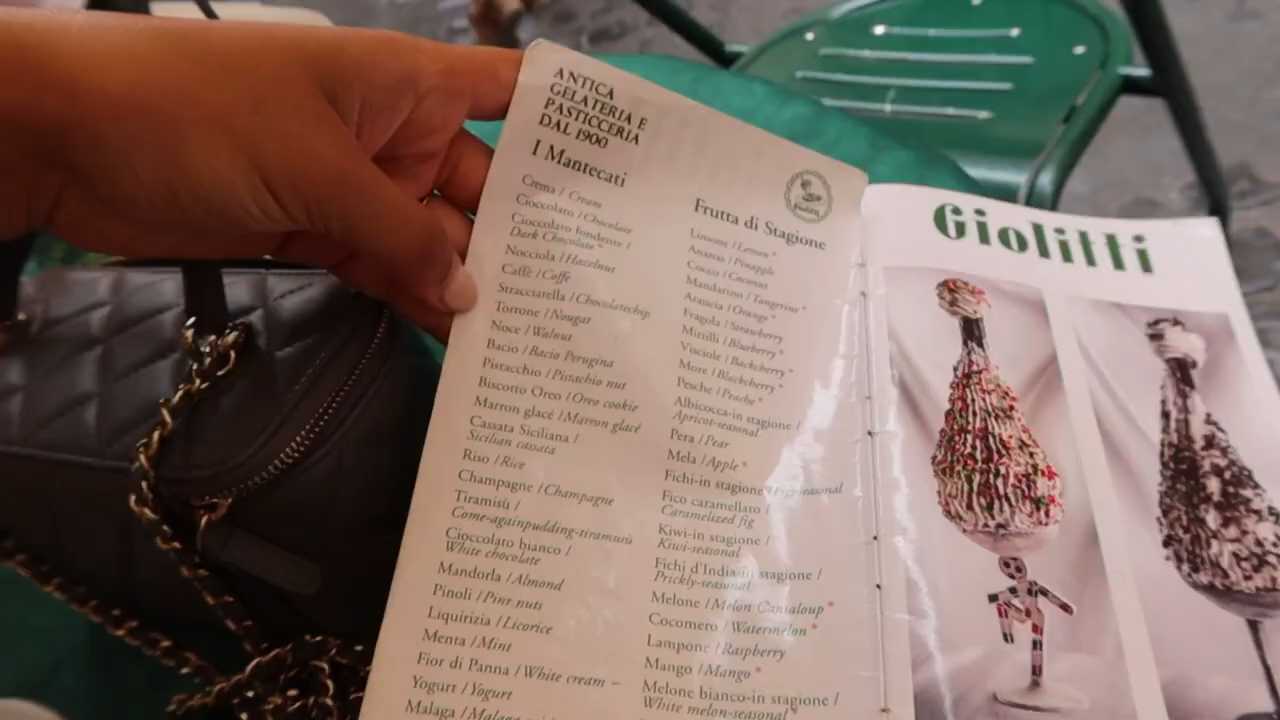 ANTICA
GELATERIA E
PASTICCERIA
DAL 1900
I Mantecati
Crema / Cream
Cioccolato / Chocolate
Cioccolato fondente /
Dark Chocolate *
Nocciola / Hazelnut
Caffè / Coffe
Stracciarella / Chocolatechip
Torrone / Nougat
Noce / Walnut
Bacio / Bacio Perugina
Pistacchio / Pistachio nut
Biscotto Oreo / Oreo cookie
Marron glacé / Marron glacé
Cassata Siciliana /
Sicilian cassata
Riso / Rice
Champagne / Champagne
Tiramisù /
Come-againpudding-tiramusù
Cioccolato bianco /
White chocolate
Mandorla / Almond
Pinoli / Pine nuts
Liquirizia / Licorice
Menta / Mint
Fior di Panna / White cream –
Yogurt / Yogurt
Malaga / Malaga
Frutta di Stagione
Limone / Lemon *
Ananas / Pineapple
Cocco / Coconut
Mandarino / Tangerine *
Arancia / Orange *
Fragola / Strawberry
Mirtilli / Blueberry *
Visciole / Backcherry *
More / Blackcherry *
Pesche / Peache *
Albicocca-in stagione /
Apricot-seasonal
Pera / Pear
Mela / Apple *
Fichi-in stagione / Figs-seasonal
Fico caramellato /
Caramelized fig
Kiwi-in stagione /
Kiwi-seasonal
Fichi d'India-in stagione /
Prickly-seasonal
Melone / Melon Cantaloup *
Cocomero / Watermelon *
Lampone / Raspberry
Mango / Mango *
Melone bianco-in stagione /
White melon-seasonal *
Giolitti